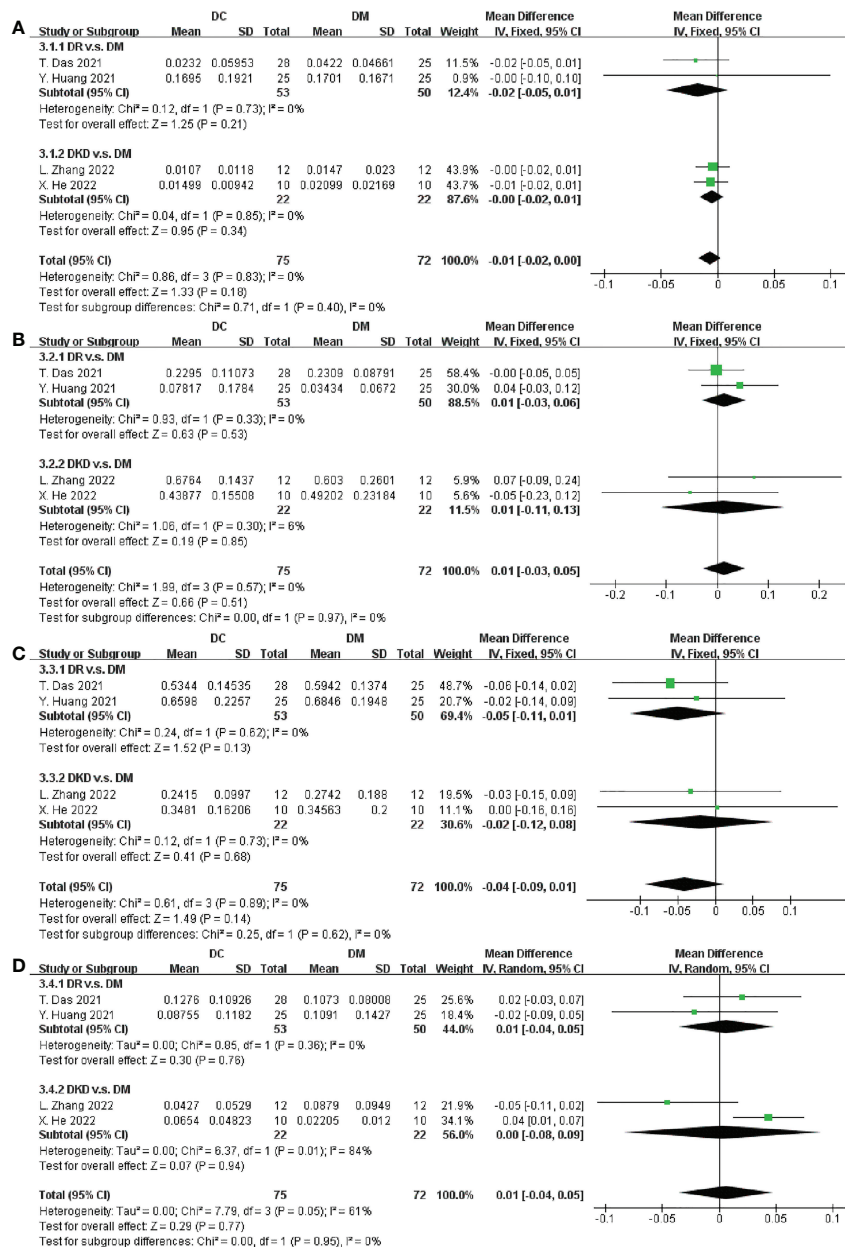 A
DC DM Mean Difference Mean Difference
Study or Subgroup Mean SD Total Mean SD Total Weight IV, Fixed, 95% CI IV, Fixed, 95% CI
3.1.1 DR v.s. DM
T. Das 2021 0.0232 0.05953 28 0.0422 0.04661 25 11.5% -0.02 [-0.05, 0.01]
Y. Huang 2021 0.1695 0.1921 25 0.1701 0.1671 25 0.9% -0.00 [-0.10, 0.10]
Subtotal (95% CI) 53 50 12.4% -0.02 [-0.05, 0.01]
Heterogeneity: Chi² = 0.12, df = 1 (P = 0.73); I² = 0%
Test for overall effect: Z = 1.25 (P = 0.21)
3.1.2 DKD v.s. DM
L. Zhang 2022 0.0107 0.0118 12 0.0147 0.023 12 43.9% -0.00 [-0.02, 0.01]
X. He 2022 0.01499 0.00942 10 0.02099 0.02169 10 43.7% -0.01 [-0.02, 0.01]
Subtotal (95% CI) 22 22 87.6% -0.00 [-0.02, 0.01]
Heterogeneity: Chi² = 0.04, df = 1 (P = 0.85); I² = 0%
Test for overall effect: Z = 0.95 (P = 0.34)
Total (95% CI) 75 72 100.0% -0.01 [-0.02, 0.00]
Heterogeneity: Chi² = 0.86, df = 3 (P = 0.83); I² = 0%
Test for overall effect: Z = 1.33 (P = 0.18)
Test for subgroup differences: Chi² = 0.71, df = 1 (P = 0.40), I² = 0%
-0.1 -0.05 0 0.05 0.1
B
DC DM Mean Difference Mean Difference
Study or Subgroup Mean SD Total Mean SD Total Weight IV, Fixed, 95% CI IV, Fixed, 95% CI
3.2.1 DR v.s. DM
T. Das 2021 0.2295 0.11073 28 0.2309 0.08791 25 58.4% -0.00 [-0.05, 0.05]
Y. Huang 2021 0.07817 0.1784 25 0.03434 0.0672 25 30.0% 0.04 [-0.03, 0.12]
Subtotal (95% CI) 53 50 88.5% 0.01 [-0.03, 0.06]
Heterogeneity: Chi² = 0.93, df = 1 (P = 0.33); I² = 0%
Test for overall effect: Z = 0.63 (P = 0.53)
3.2.2 DKD v.s. DM
L. Zhang 2022 0.6764 0.1437 12 0.603 0.2601 12 5.9% 0.07 [-0.09, 0.24]
X. He 2022 0.43877 0.15508 10 0.49202 0.23184 10 5.6% -0.05 [-0.23, 0.12]
Subtotal (95% CI) 22 22 11.5% 0.01 [-0.11, 0.13]
Heterogeneity: Chi² = 1.06, df = 1 (P = 0.30); I² = 6%
Test for overall effect: Z = 0.19 (P = 0.85)
Total (95% CI) 75 72 100.0% 0.01 [-0.03, 0.05]
Heterogeneity: Chi² = 1.99, df = 3 (P = 0.57); I² = 0%
Test for overall effect: Z = 0.66 (P = 0.51)
Test for subgroup differences: Chi² = 0.00, df = 1 (P = 0.97), I² = 0%
-0.2 -0.1 0 0.1 0.2
C
DC DM Mean Difference Mean Difference
Study or Subgroup Mean SD Total Mean SD Total Weight IV, Fixed, 95% CI IV, Fixed, 95% CI
3.3.1 DR v.s. DM
T. Das 2021 0.5344 0.14535 28 0.5942 0.1374 25 48.7% -0.06 [-0.14, 0.02]
Y. Huang 2021 0.6598 0.2257 25 0.6846 0.1948 25 20.7% -0.02 [-0.14, 0.09]
Subtotal (95% CI) 53 50 69.4% -0.05 [-0.11, 0.01]
Heterogeneity: Chi² = 0.24, df = 1 (P = 0.62); I² = 0%
Test for overall effect: Z = 1.52 (P = 0.13)
3.3.2 DKD v.s. DM
L. Zhang 2022 0.2415 0.0997 12 0.2742 0.188 12 19.5% -0.03 [-0.15, 0.09]
X. He 2022 0.3481 0.16206 10 0.34563 0.2 10 11.1% 0.00 [-0.16, 0.16]
Subtotal (95% CI) 22 22 30.6% -0.02 [-0.12, 0.08]
Heterogeneity: Chi² = 0.12, df = 1 (P = 0.73); I² = 0%
Test for overall effect: Z = 0.41 (P = 0.68)
Total (95% CI) 75 72 100.0% -0.04 [-0.09, 0.01]
Heterogeneity: Chi² = 0.61, df = 3 (P = 0.89); I² = 0%
Test for overall effect: Z = 1.49 (P = 0.14)
Test for subgroup differences: Chi² = 0.25, df = 1 (P = 0.62), I² = 0%
-0.1 -0.05 0 0.05 0.1
D
DC DM Mean Difference Mean Difference
Study or Subgroup Mean SD Total Mean SD Total Weight IV, Random, 95% CI IV, Random, 95% CI
3.4.1 DR v.s. DM
T. Das 2021 0.1276 0.10926 28 0.1073 0.08008 25 25.6% 0.02 [-0.03, 0.07]
Y. Huang 2021 0.08755 0.1182 25 0.1091 0.1427 25 18.4% -0.02 [-0.09, 0.05]
Subtotal (95% CI) 53 50 44.0% 0.01 [-0.04, 0.05]
Heterogeneity: Tau² = 0.00; Chi² = 0.85, df = 1 (P = 0.36); I² = 0%
Test for overall effect: Z = 0.30 (P = 0.76)
3.4.2 DKD v.s. DM
L. Zhang 2022 0.0427 0.0529 12 0.0879 0.0949 12 21.9% -0.05 [-0.11, 0.02]
X. He 2022 0.0654 0.04823 10 0.02205 0.012 10 34.1% 0.04 [0.01, 0.07]
Subtotal (95% CI) 22 22 56.0% 0.00 [-0.08, 0.09]
Heterogeneity: Tau² = 0.00; Chi² = 6.37, df = 1 (P = 0.01); I² = 84%
Test for overall effect: Z = 0.07 (P = 0.94)
Total (95% CI) 75 72 100.0% 0.01 [-0.04, 0.05]
Heterogeneity: Tau² = 0.00; Chi² = 7.79, df = 3 (P = 0.05); I² = 61%
Test for overall effect: Z = 0.29 (P = 0.77)
Test for subgroup differences: Chi² = 0.00, df = 1 (P = 0.95), I² = 0%
-0.1 -0.05 0 0.05 0.1